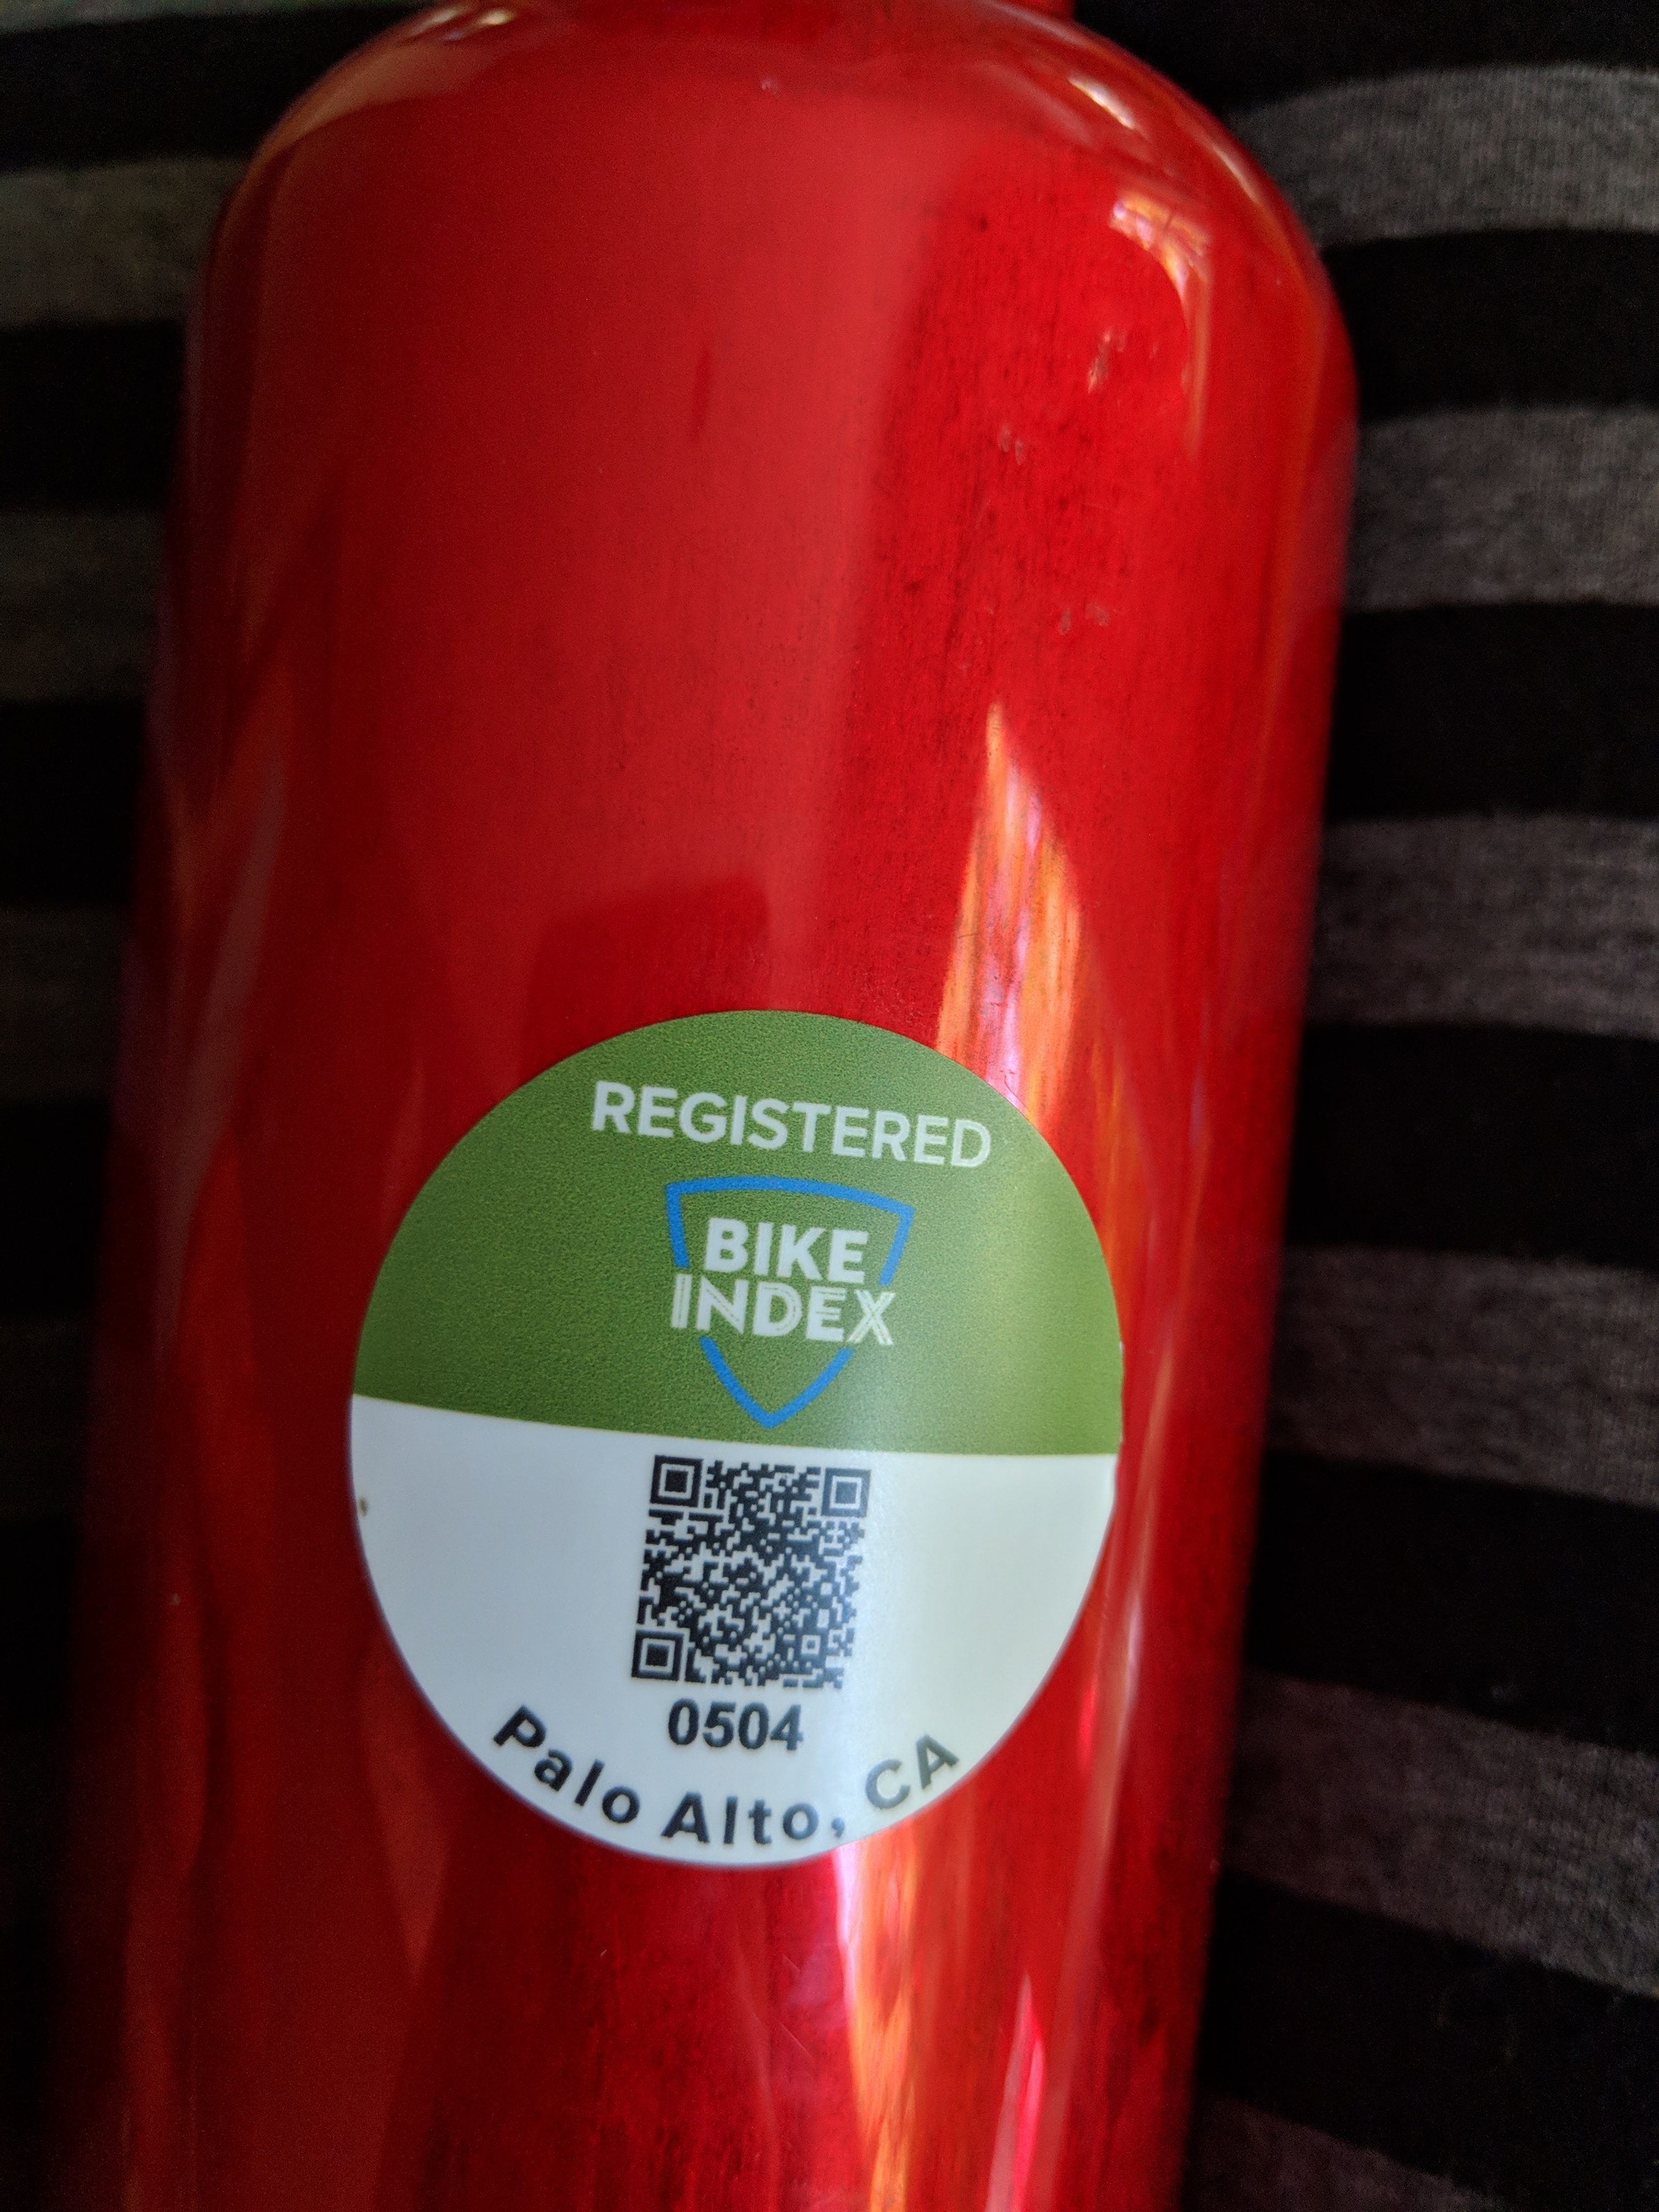 REGISTERED
BIKE
INDEX
0504
Palo Alto, CA